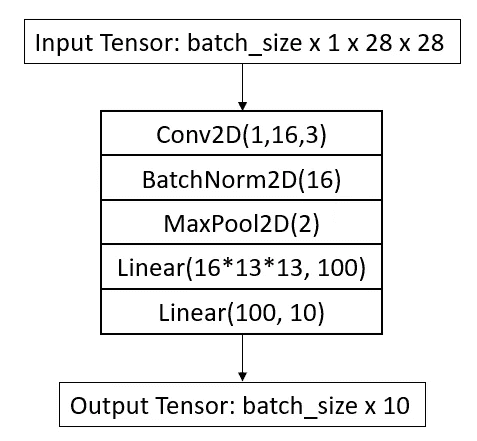 Input Tensor: batch_size x 1 x 28 x 28
Conv2D(1,16,3)
BatchNorm2D(16)
MaxPool2D(2)
Linear(16*13*13, 100)
Linear(100, 10)
Output Tensor: batch_size x 10